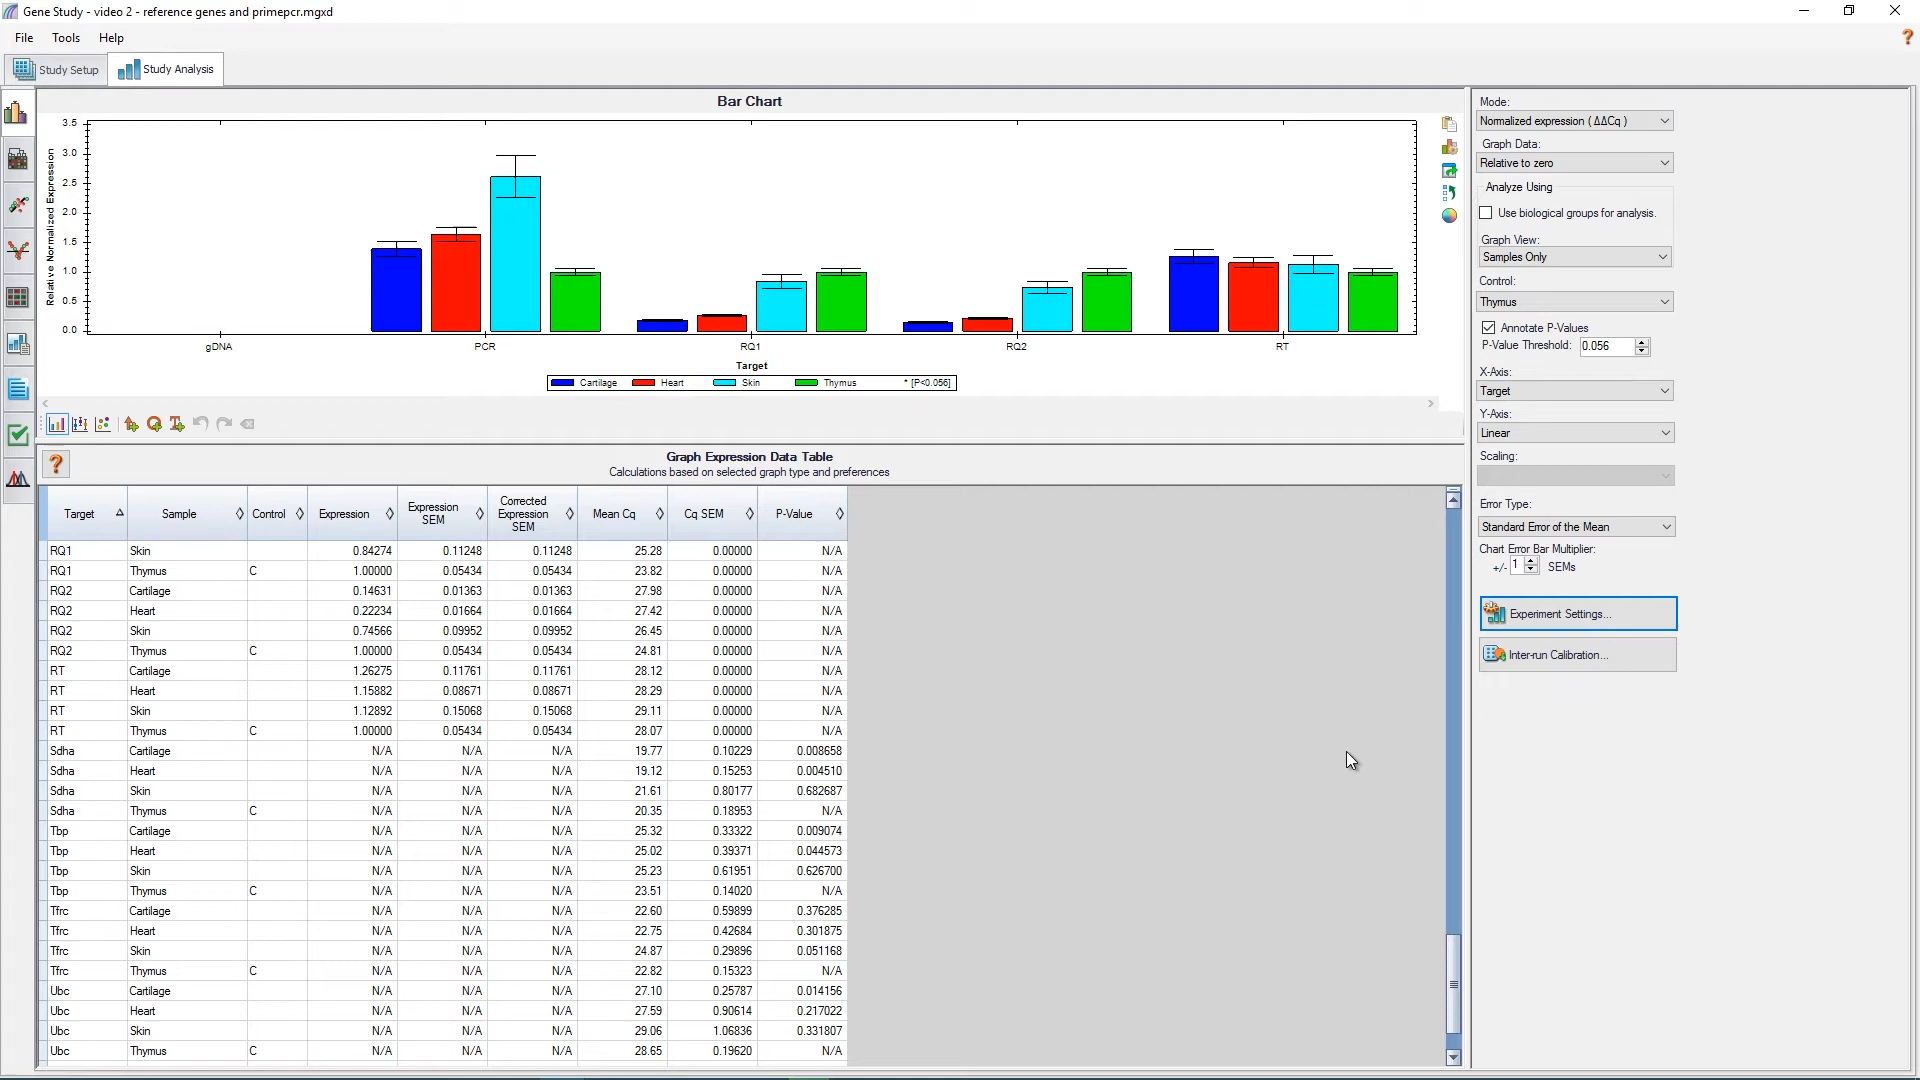 Gene Study - video 2 - reference genes and primepcr.mgxd
File Tools Help
?
Study Setup Study Analysis
Bar Chart
Relative Normalized Expression
3.5
3.0
2.5
2.0
1.5
1.0
0.5
0.0
gDNA PCR RQ1 RQ2 RT
Target
Cartilage Heart Skin Thymus * [P<0.056]
?
Graph Expression Data Table
Calculations based on selected graph type and preferences
Target Sample Control Expression Expression SEM Corrected Expression SEM Mean Cq Cq SEM P-Value
RQ1 Skin 0.84274 0.11248 0.11248 25.28 0.00000 N/A
RQ1 Thymus C 1.00000 0.05434 0.05434 23.82 0.00000 N/A
RQ2 Cartilage 0.14631 0.01363 0.01363 27.98 0.00000 N/A
RQ2 Heart 0.22234 0.01664 0.01664 27.42 0.00000 N/A
RQ2 Skin 0.74566 0.09952 0.09952 26.45 0.00000 N/A
RQ2 Thymus C 1.00000 0.05434 0.05434 24.81 0.00000 N/A
RT Cartilage 1.26275 0.11761 0.11761 28.12 0.00000 N/A
RT Heart 1.15882 0.08671 0.08671 28.29 0.00000 N/A
RT Skin 1.12892 0.15068 0.15068 29.11 0.00000 N/A
RT Thymus C 1.00000 0.05434 0.05434 28.07 0.00000 N/A
Sdha Cartilage N/A N/A N/A 19.77 0.10229 0.008658
Sdha Heart N/A N/A N/A 19.12 0.15253 0.004510
Sdha Skin N/A N/A N/A 21.61 0.80177 0.682687
Sdha Thymus C N/A N/A N/A 20.35 0.18953 N/A
Tbp Cartilage N/A N/A N/A 25.32 0.33322 0.009074
Tbp Heart N/A N/A N/A 25.02 0.39371 0.044573
Tbp Skin N/A N/A N/A 25.23 0.61951 0.626700
Tbp Thymus C N/A N/A N/A 23.51 0.14020 N/A
Tfrc Cartilage N/A N/A N/A 22.60 0.59899 0.376285
Tfrc Heart N/A N/A N/A 22.75 0.42684 0.301875
Tfrc Skin N/A N/A N/A 24.87 0.29896 0.051168
Tfrc Thymus C N/A N/A N/A 22.82 0.15323 N/A
Ubc Cartilage N/A N/A N/A 27.10 0.25787 0.014156
Ubc Heart N/A N/A N/A 27.59 0.90614 0.217022
Ubc Skin N/A N/A N/A 29.06 1.06836 0.331807
Ubc Thymus C N/A N/A N/A 28.65 0.19620 N/A
Mode:
Normalized expression ( ΔΔCq )
Graph Data:
Relative to zero
Analyze Using
Use biological groups for analysis.
Graph View:
Samples Only
Control:
Thymus
Annotate P-Values
P-Value Threshold: 0.056
X-Axis:
Target
Y-Axis:
Linear
Scaling:
Error Type:
Standard Error of the Mean
Chart Error Bar Multiplier:
+/- 1 SEMs
Experiment Settings...
Inter-run Calibration...